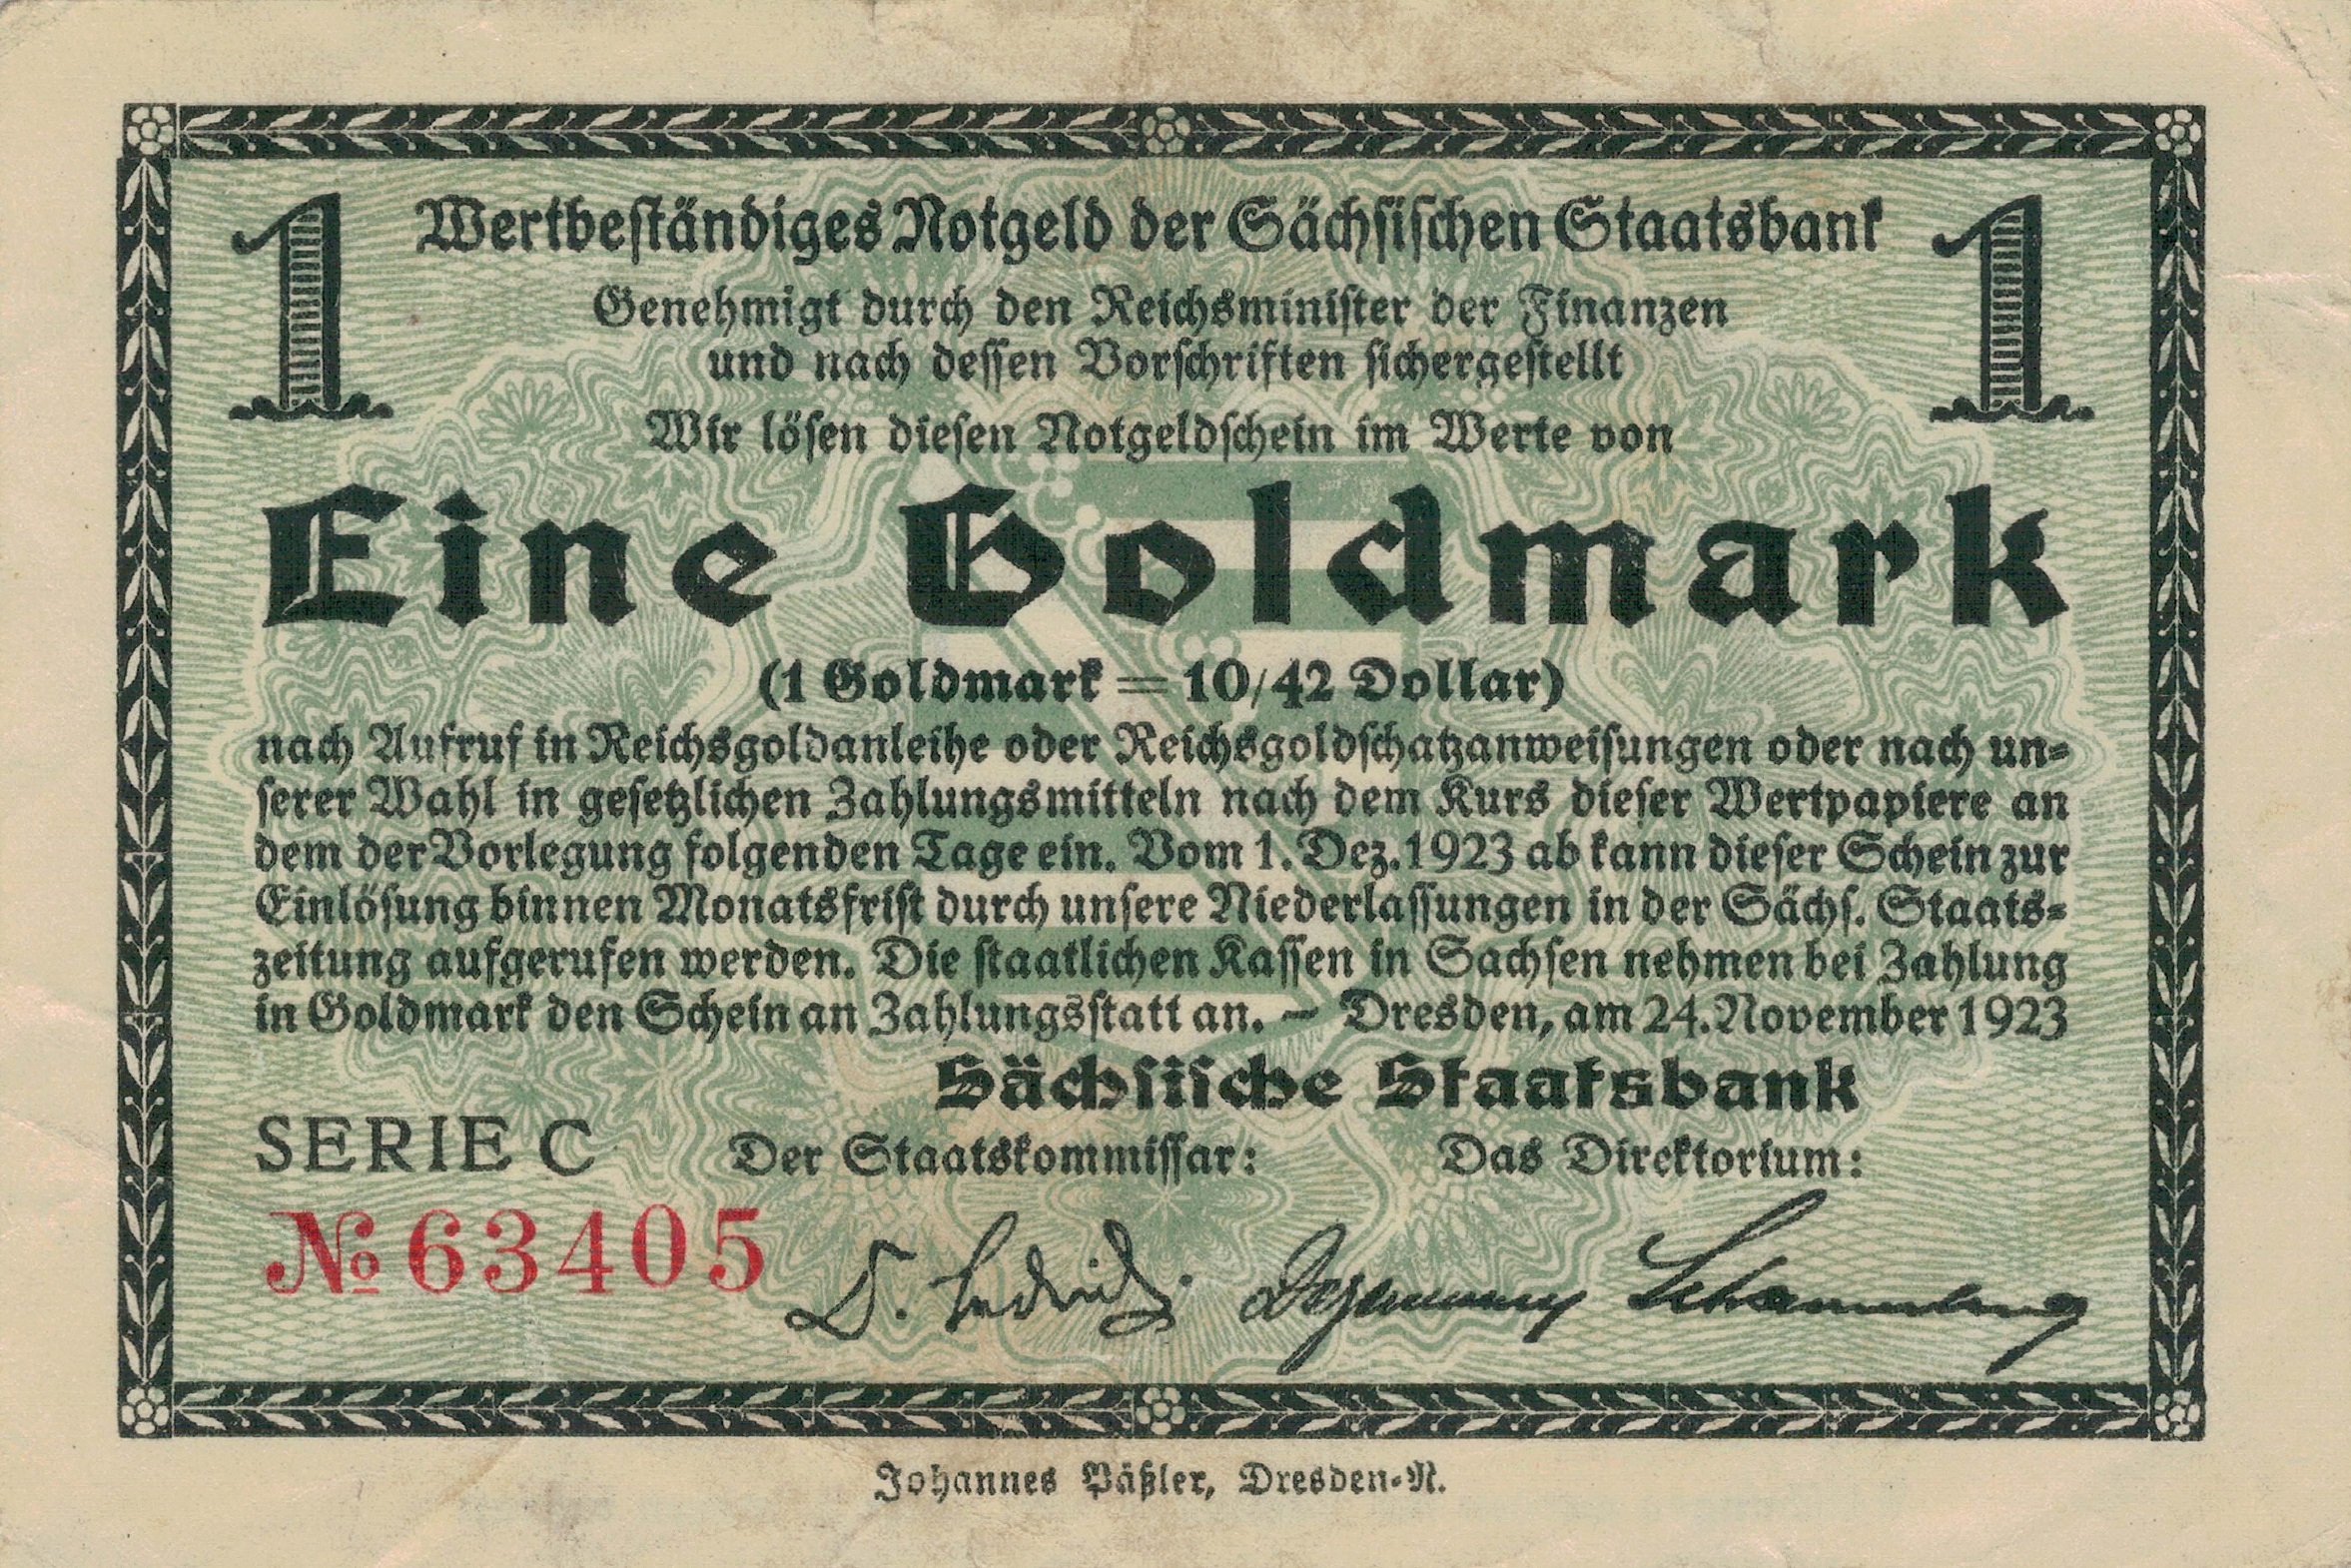 1 Wertbeständiges Notgeld der Sächsischen Staatsbank 1
Genehmigt durch den Reichsminister der Finanzen
und nach dessen Vorschriften sichergestellt
Wir lösen diesen Notgeldschein im Werte von
Eine Goldmark
(1 Goldmark = 10/42 Dollar)
nach Aufruf in Reichsgoldanleihe oder Reichsgoldschatzanweisungen oder nach un-
serer Wahl in gesetzlichen Zahlungsmitteln nach dem Kurs dieser Wertpapiere an
dem der Vorlegung folgenden Tage ein. Vom 1. Dez. 1923 ab kann dieser Schein zur
Einlösung binnen Monatsfrist durch unsere Niederlassungen in der Sächs. Staats-
zeitung aufgerufen werden. Die staatlichen Kassen in Sachsen nehmen bei Zahlung
in Goldmark den Schein an Zahlungsstatt an. – Dresden, am 24. November 1923
Sächsische Staatsbank
SERIE C Der Staatskommissar: Das Direktorium:
№ 63405
Johannes Päßler, Dresden-N.